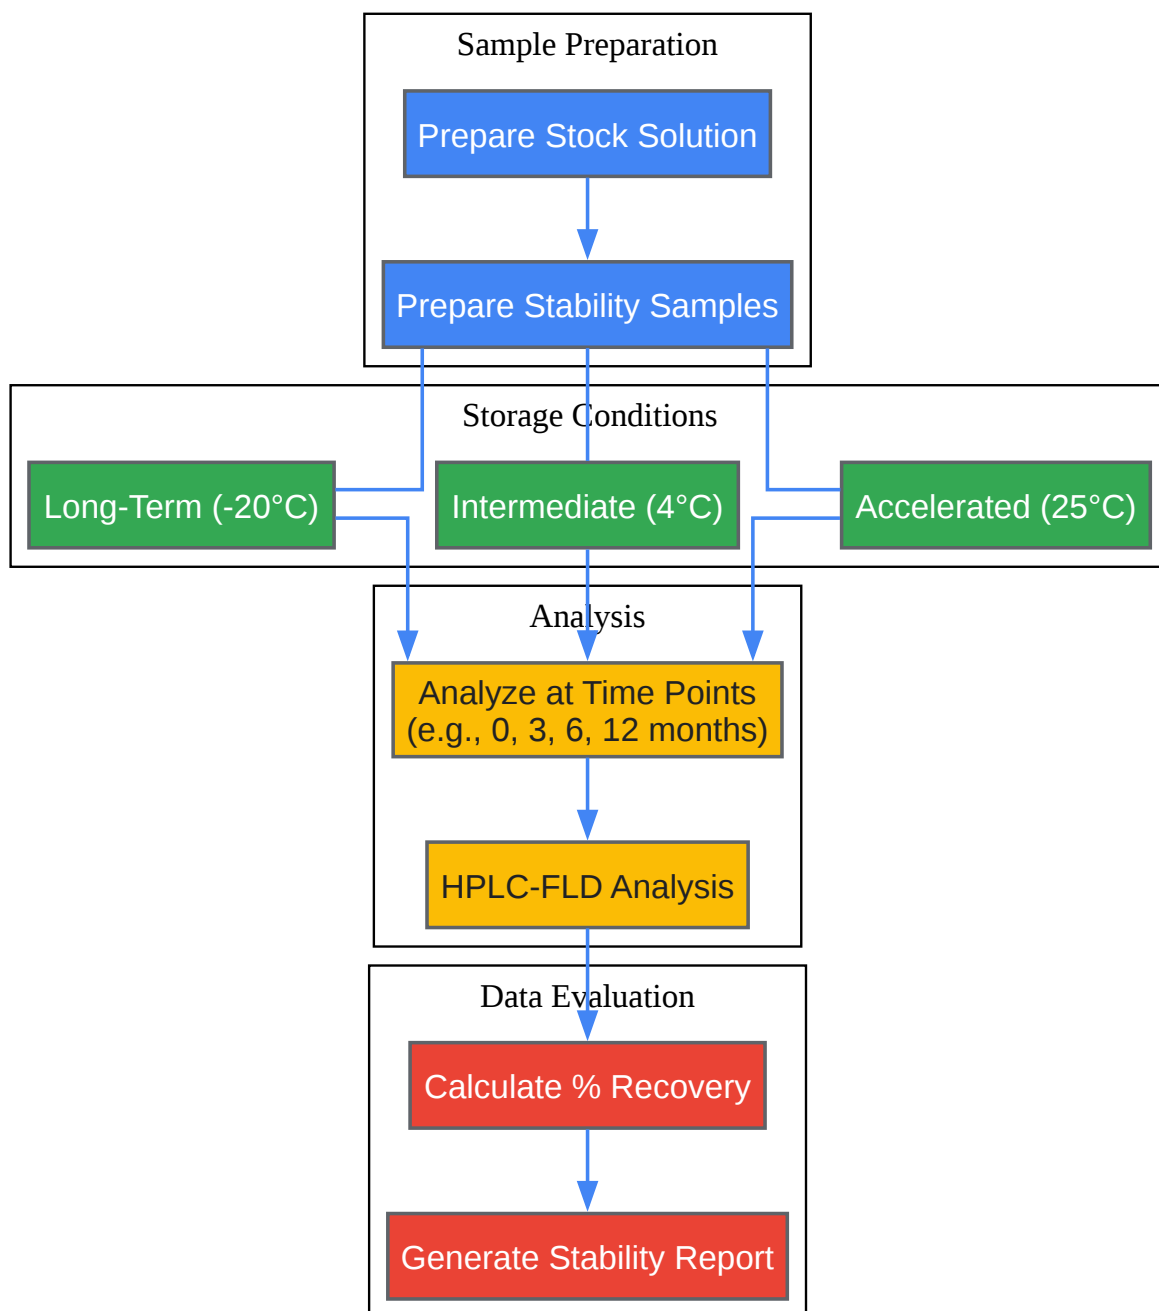 Sample Preparation
Prepare Stock Solution
Prepare Stability Samples
Storage Conditions
Long-Term (-20°C)
Intermediate (4°C)
Accelerated (25°C)
Analysis
Analyze at Time Points
(e.g., 0, 3, 6, 12 months)
HPLC-FLD Analysis
Data Evaluation
Calculate % Recovery
Generate Stability Report